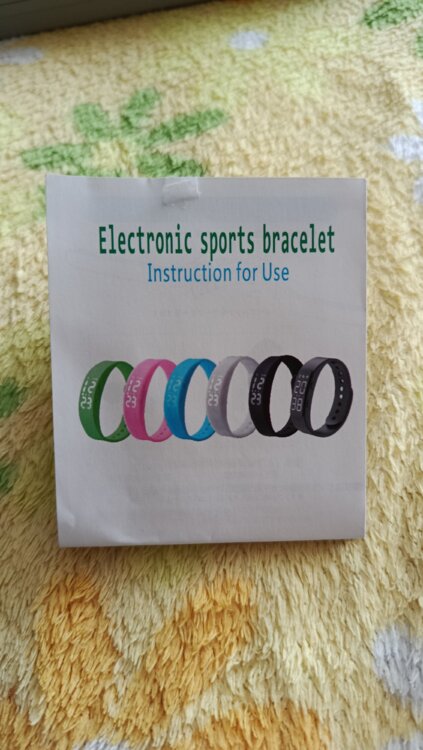 Electronic sports bracelet
Instruction for Use